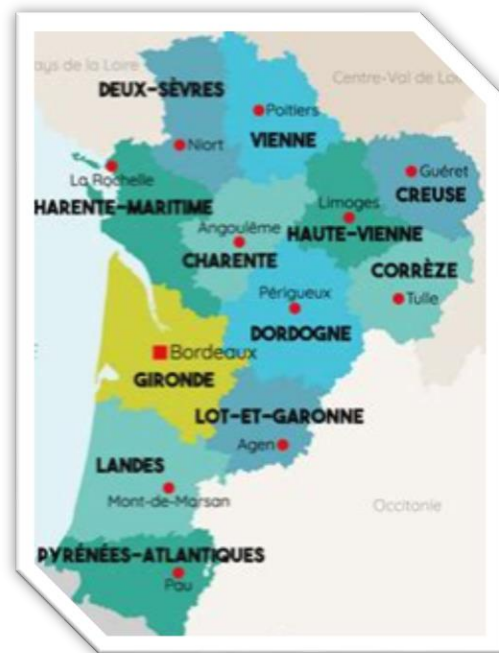 ays de la Loire
Centre-Val de Lo
DEUX-SÈVRES
Poitiers
VIENNE
Niort
La Rochelle
HARENTE-MARITIME
Guéret
CREUSE
Limoges
HAUTE-VIENNE
Angoulême
CHARENTE
CORRÈZE
Tulle
Périgueux
DORDOGNE
Bordeaux
GIRONDE
LOT-ET-GARONNE
Agen
LANDES
Mont-de-Marsan
Occitanie
PYRÉNÉES-ATLANTIQUES
Pau